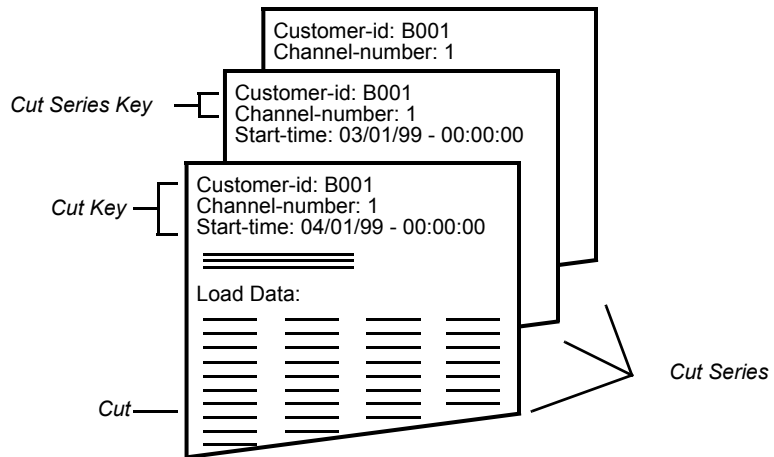 Customer-id: B001
Channel-number: 1
Cut Series Key
Customer-id: B001
Channel-number: 1
Start-time: 03/01/99 - 00:00:00
Cut Key
Customer-id: B001
Channel-number: 1
Start-time: 04/01/99 - 00:00:00
Load Data:
Cut Series
Cut